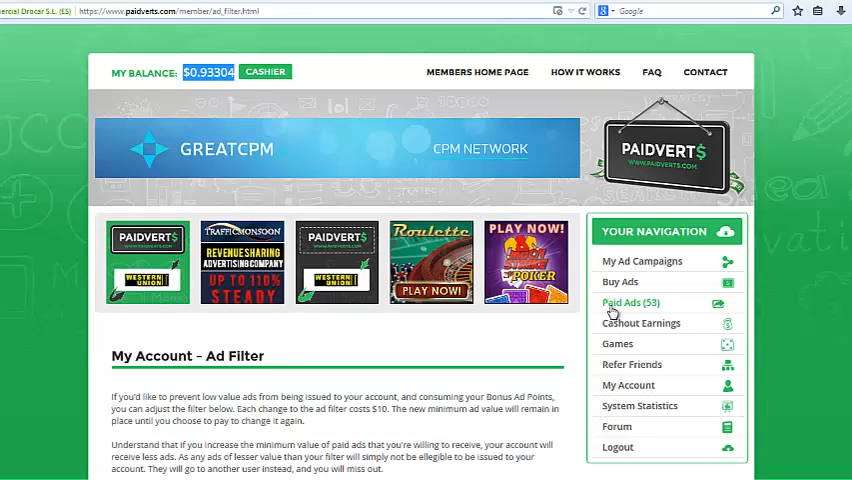 ercial Drocar S.L. (ES)
https://www.paidverts.com/member/ad_filter.html
Google
MY BALANCE: $0.93304 CASHIER
MEMBERS HOME PAGE
HOW IT WORKS
FAQ
CONTACT
GREATCPM
CPM NETWORK
PAIDVERT$
WWW.PAIDVERTS.COM
PAIDVERT$
WESTERN UNION
TRAFFICMONSOON
REVENUE SHARING
ADVERTISING
COMPANY
UP TO 110%
STEADY
PAIDVERT$
WESTERN UNION
Roulette
PLAY NOW!
PLAY NOW!
MULTI
STRIKE
POKER
YOUR NAVIGATION
My Ad Campaigns
Buy Ads
Paid Ads (53)
Cashout Earnings
Games
Refer Friends
My Account
System Statistics
Forum
Logout
My Account - Ad Filter
If you'd like to prevent low value ads from being issued to your account, and consuming your Bonus Ad Points,
you can adjust the filter below. Each change to the ad filter costs $10. The new minimum ad value will remain in
place until you choose to pay to change it again.
Understand that if you increase the minimum value of paid ads that you're willing to receive, your account will
receive less ads. As any ads of lesser value than your filter will simply not be ellegible to be issued to your
account. They will go to another user instead, and you will miss out.